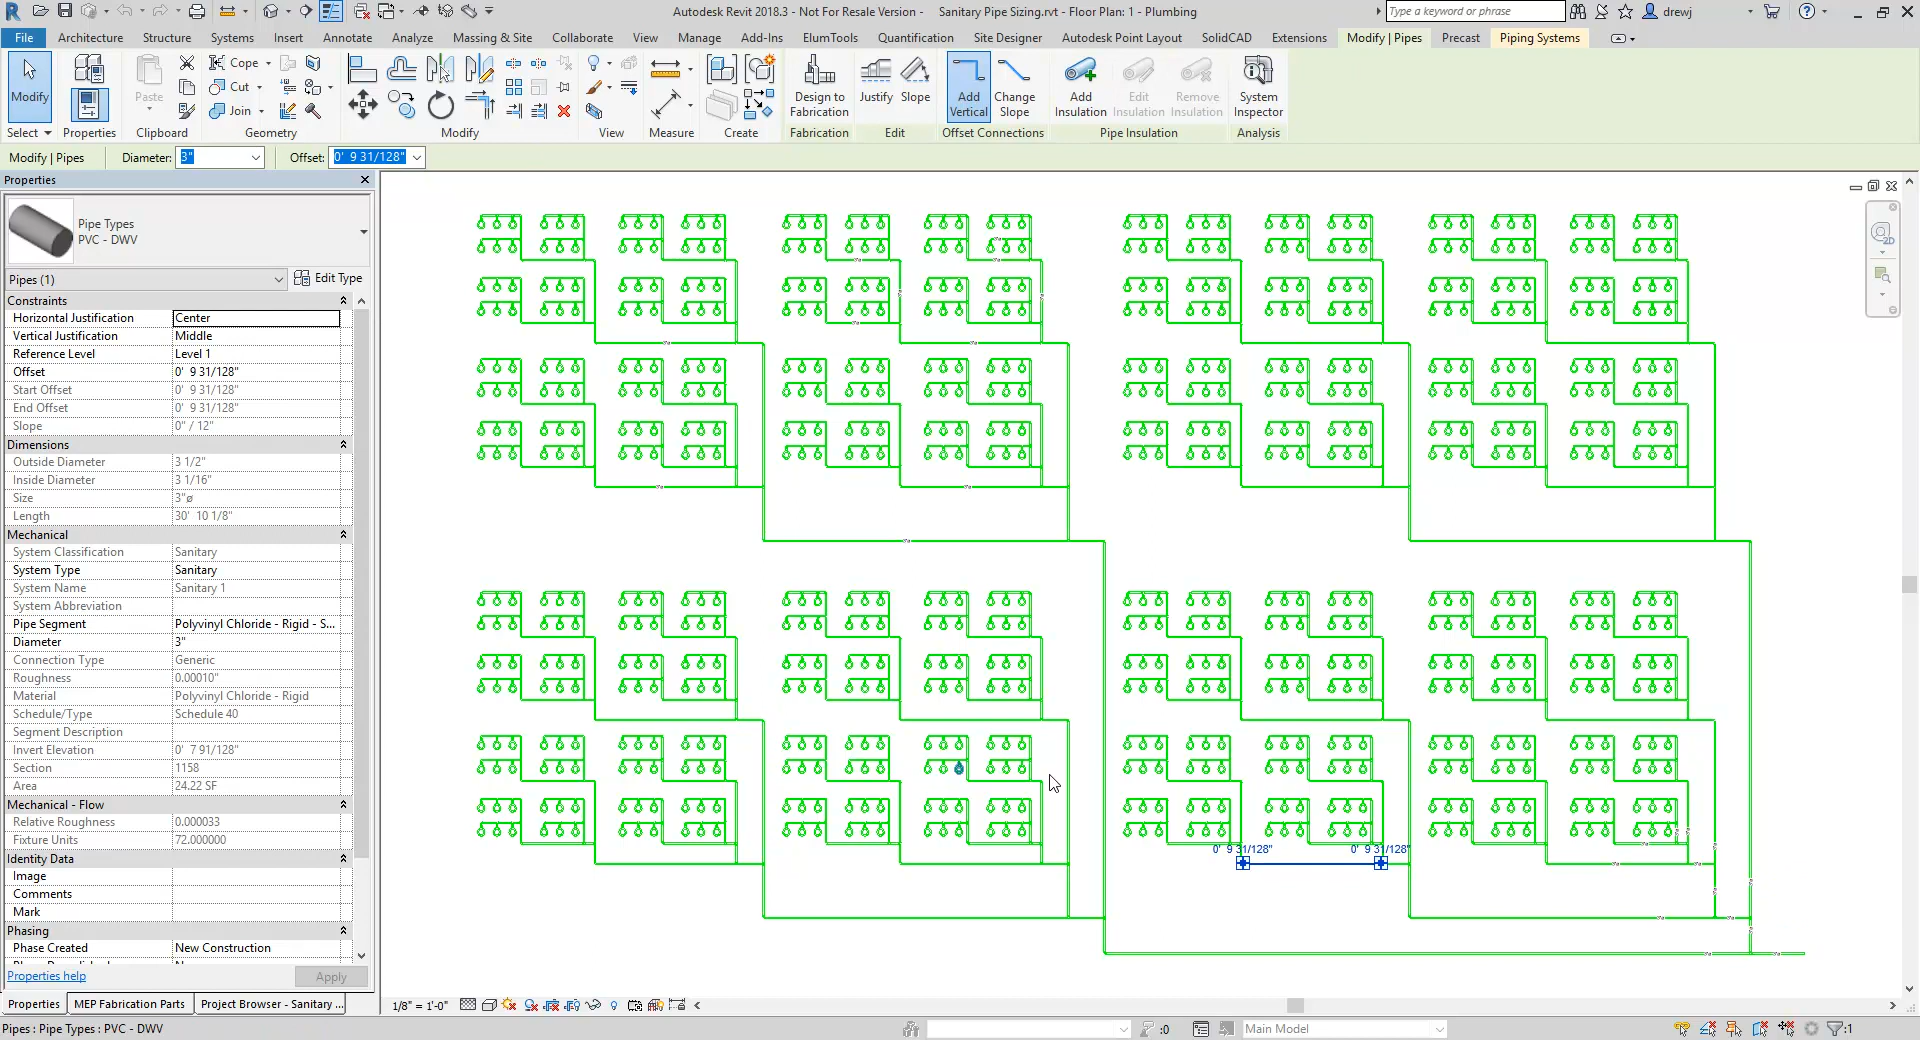 Autodesk Revit 2018.3 - Not For Resale Version - Sanitary Pipe Sizing.rvt - Floor Plan: 1 - Plumbing
Type a keyword or phrase
drewj
File Architecture Structure Systems Insert Annotate Analyze Massing & Site Collaborate View Manage Add-Ins ElumTools Quantification Site Designer Autodesk Point Layout SolidCAD Extensions Modify | Pipes Precast Piping Systems
Modify
Paste
Cope
Cut
Join
Design to Fabrication
Justify
Slope
Add Vertical
Change Slope
Add Insulation
Edit Insulation
Remove Insulation
System Inspector
Select Properties Clipboard Geometry Modify View Measure Create Fabrication Edit Offset Connections Pipe Insulation Analysis
Modify | Pipes Diameter: 3" Offset: 0' 9 31/128"
Properties
Pipe Types
PVC - DWV
Pipes (1) Edit Type
Constraints
Horizontal Justification Center
Vertical Justification Middle
Reference Level Level 1
Offset 0' 9 31/128"
Start Offset 0' 9 31/128"
End Offset 0' 9 31/128"
Slope 0" / 12"
Dimensions
Outside Diameter 3 1/2"
Inside Diameter 3 1/16"
Size 3"ø
Length 30' 10 1/8"
Mechanical
System Classification Sanitary
System Type Sanitary
System Name Sanitary 1
System Abbreviation
Pipe Segment Polyvinyl Chloride - Rigid - S...
Diameter 3"
Connection Type Generic
Roughness 0.00010"
Material Polyvinyl Chloride - Rigid
Schedule/Type Schedule 40
Segment Description
Invert Elevation 0' 7 91/128"
Section 1158
Area 24.22 SF
Mechanical - Flow
Relative Roughness 0.000033
Fixture Units 72.000000
Identity Data
Image
Comments
Mark
Phasing
Phase Created New Construction
Properties help Apply
Properties MEP Fabrication Parts Project Browser - Sanitary ...
2D
0' 9 31/128" 0' 9 31/128"
1/8" = 1'-0"
Pipes : Pipe Types : PVC - DWV
:0
Main Model
:1